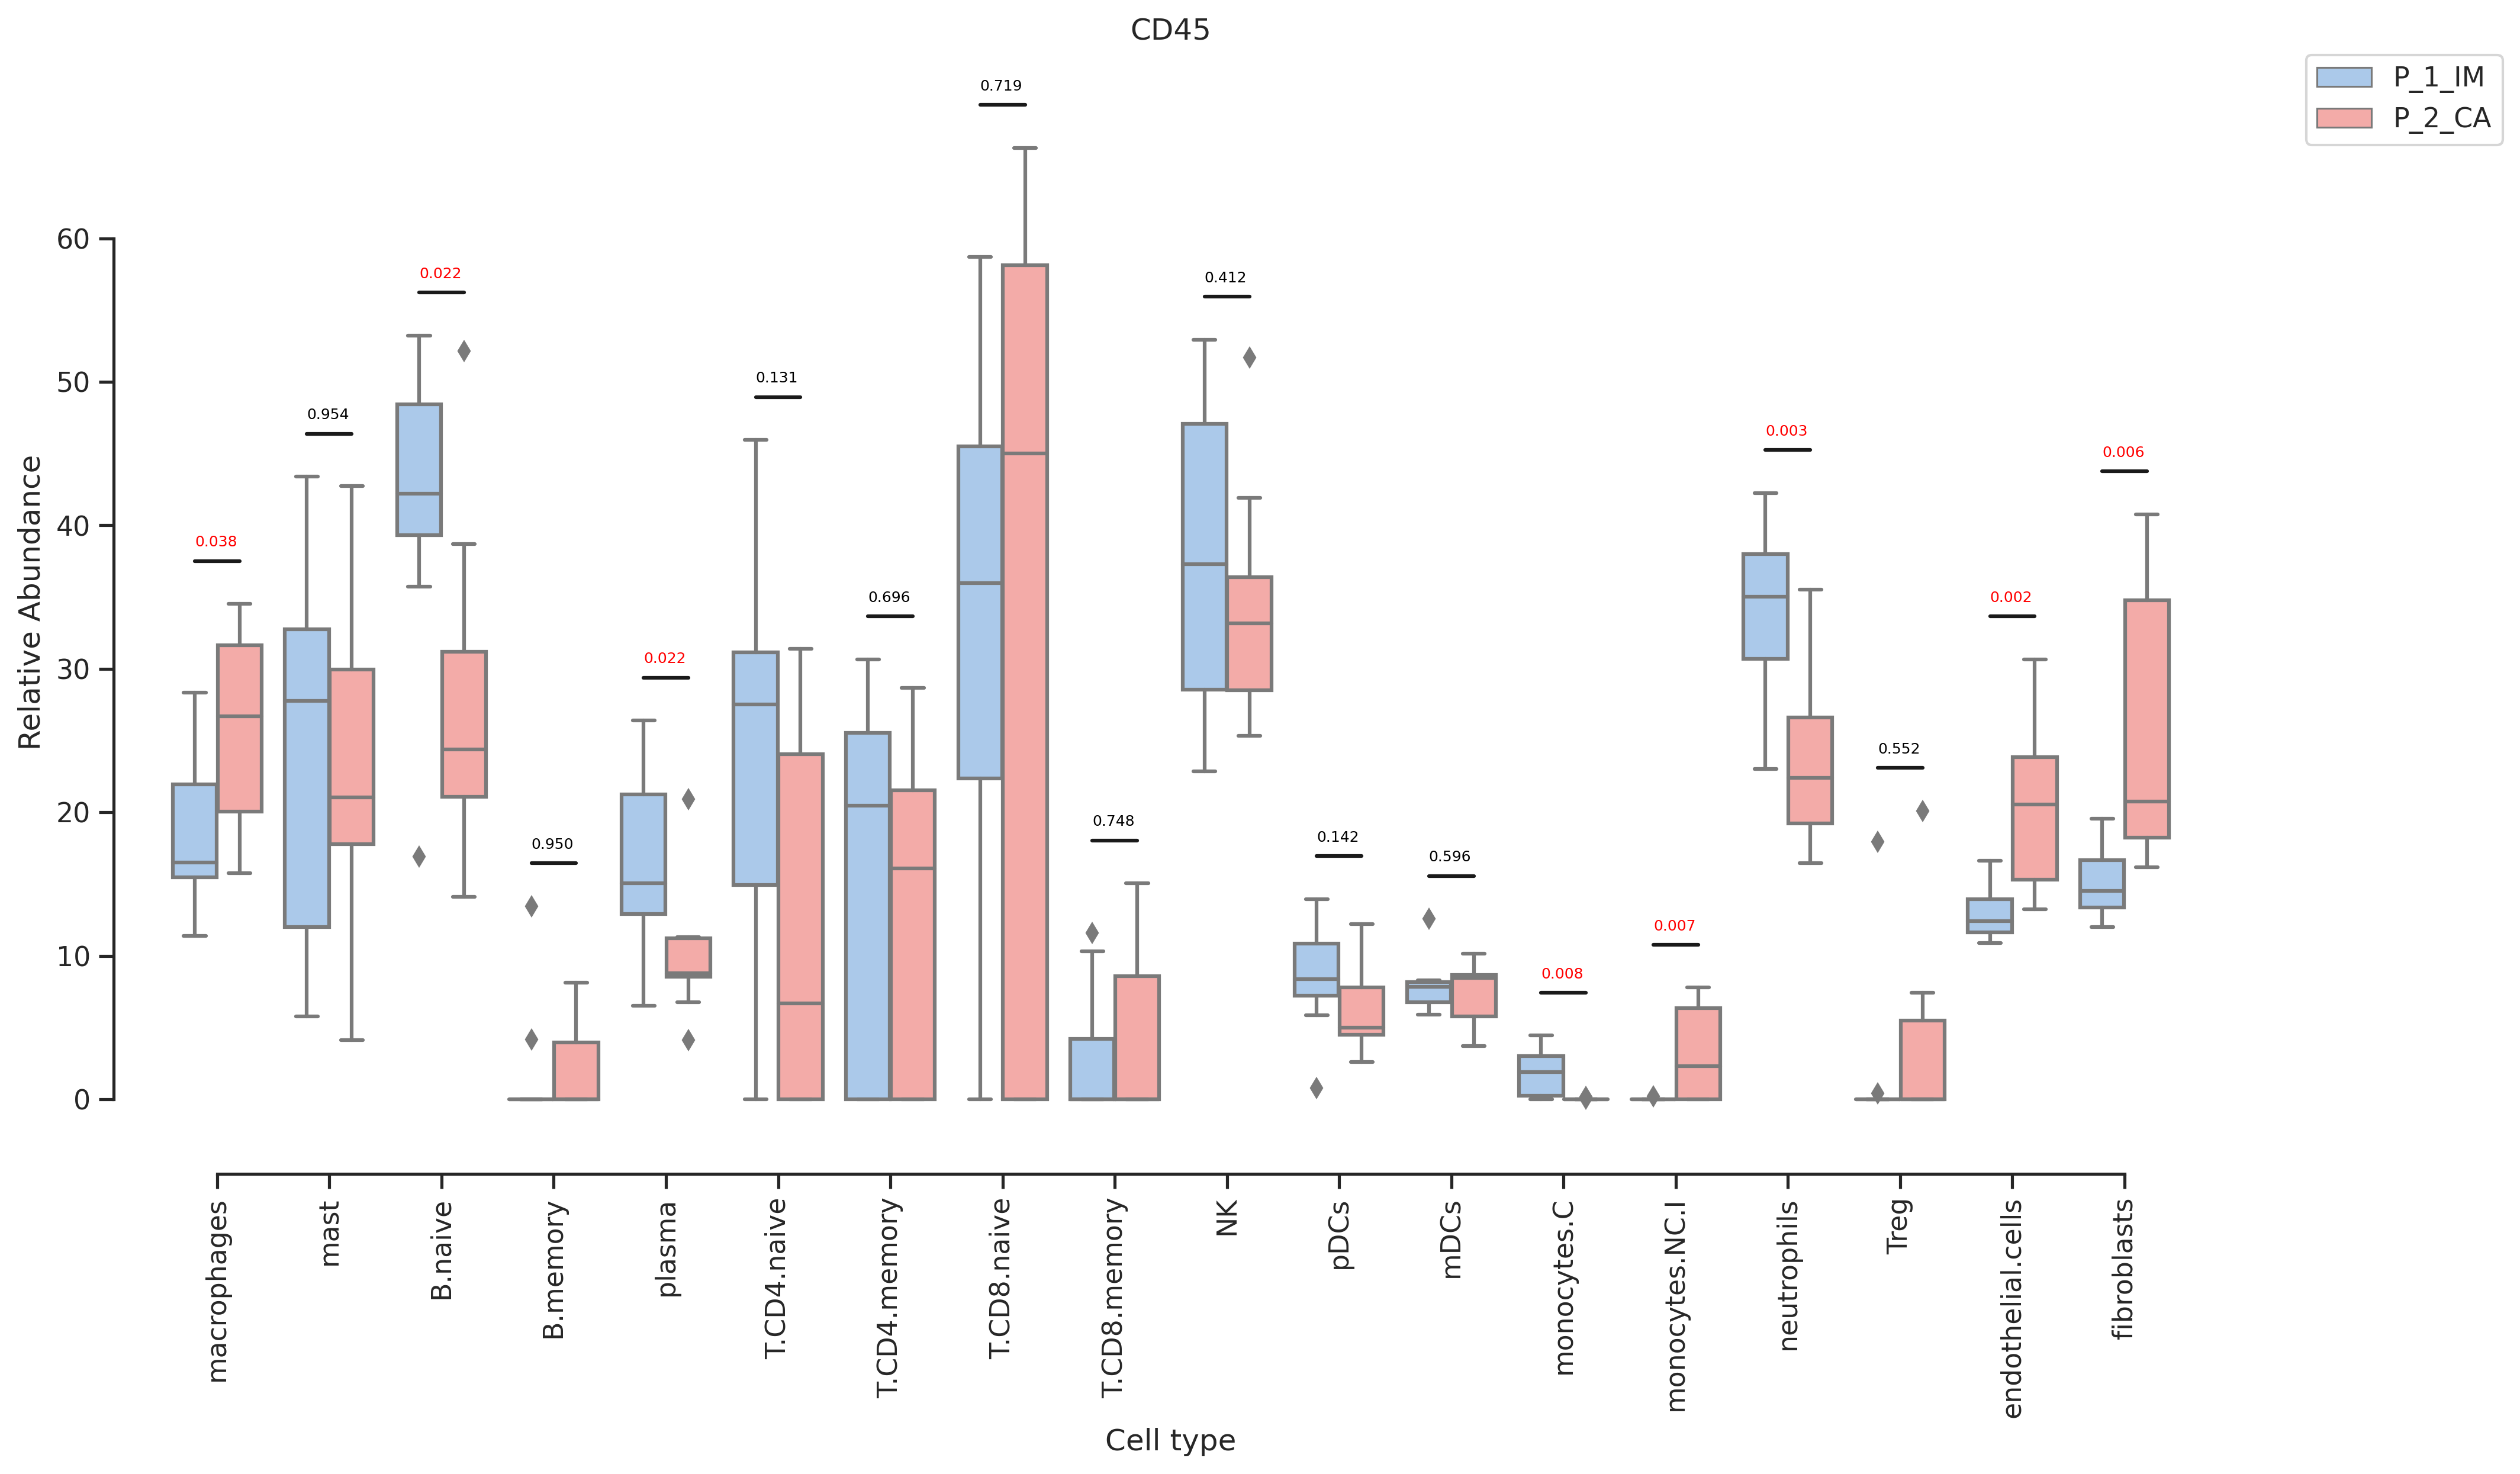 CD45
P_1_IM
P_2_CA
0.719
0.022
0.412
0.131
0.954
0.003
0.006
0.038
0.696
0.002
0.022
0.552
0.950
0.748
0.142
0.596
0.007
0.008
Relative Abundance
60
50
40
30
20
10
0
macrophages
mast
B.naive
B.memory
plasma
T.CD4.naive
T.CD4.memory
T.CD8.naive
T.CD8.memory
NK
pDCs
mDCs
monocytes.C
monocytes.NC.I
neutrophils
Treg
endothelial.cells
fibroblasts
Cell type